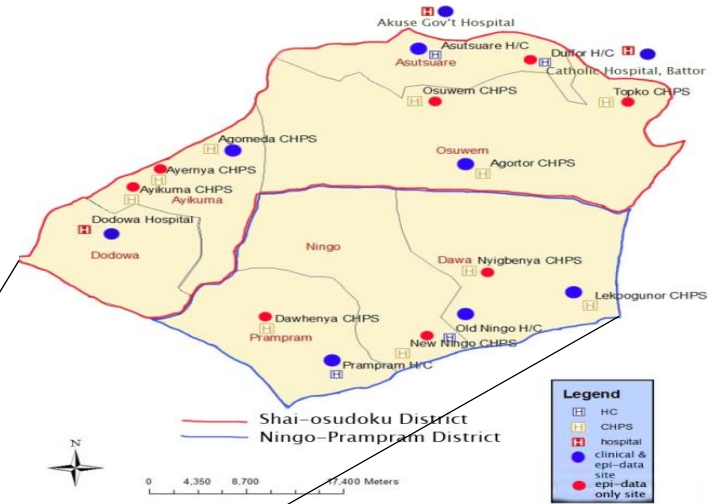 H
Akuse Gov't Hospital
Asutsuare H/C
H
Asutsuare
Duffor H/C
H
H
Catholic Hospital, Battor
Osuwem CHPS
H
Topko CHPS
H
Agomeda CHPS
H
Osuwem
Agortor CHPS
H
Ayernya CHPS
H
Ayikuma CHPS
H
Ayikuma
Dodowa Hospital
H
Dodowa
Ningo
Dawa
Nyigbenya CHPS
H
Lekpogunor CHPS
H
Dawhenya CHPS
H
Prampram
Old Ningo H/C
H
New Ningo CHPS
H
Prampram H/C
H
Shai-osudoku District
Ningo-Prampram District
N
0 4,350 8,700 17,400 Meters
Legend
H HC
H CHPS
H hospital
clinical &
epi-data
site
epi-data
only site